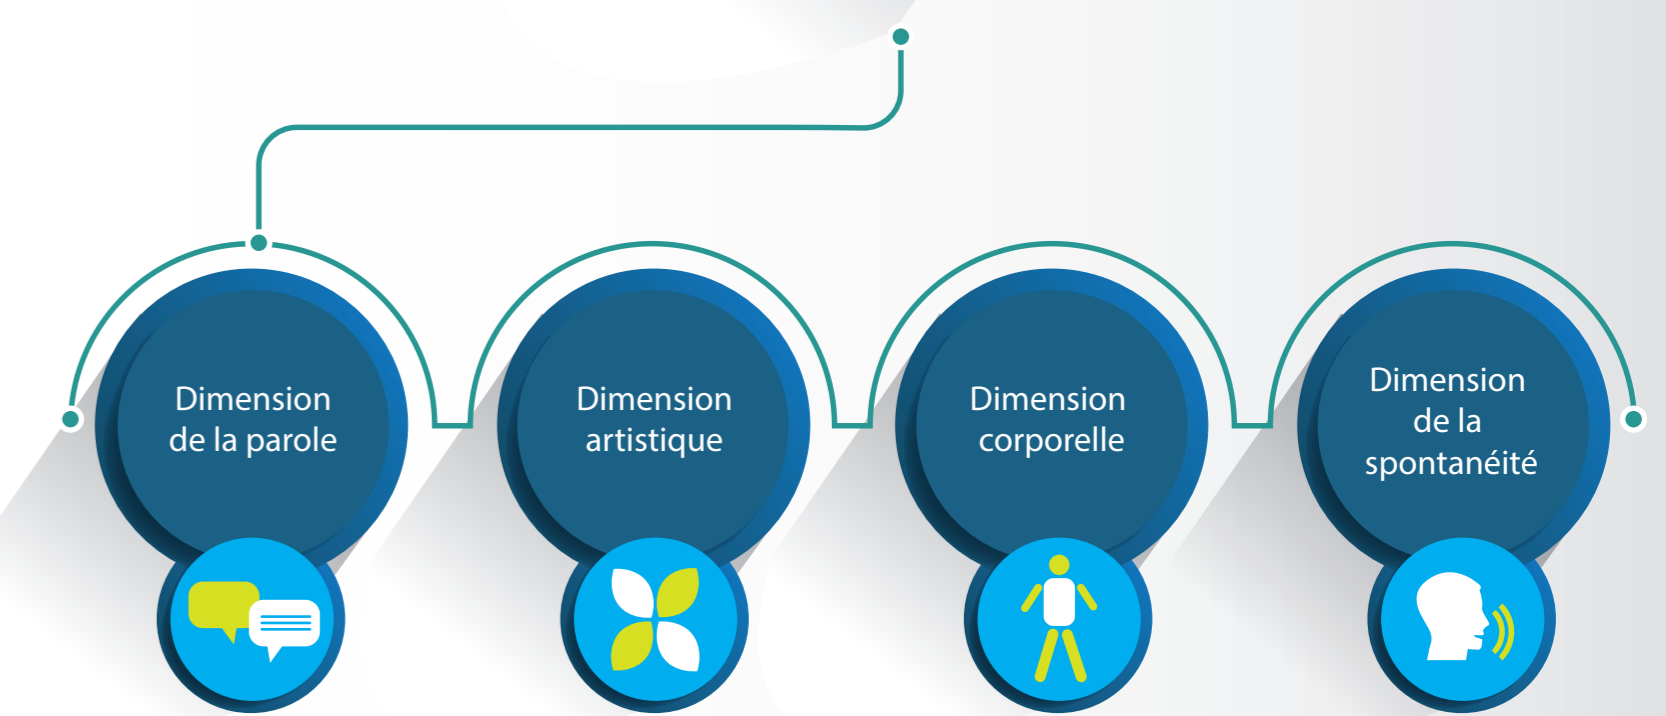 Dimension
de la parole
Dimension
artistique
Dimension
corporelle
Dimension
de la
spontanéité